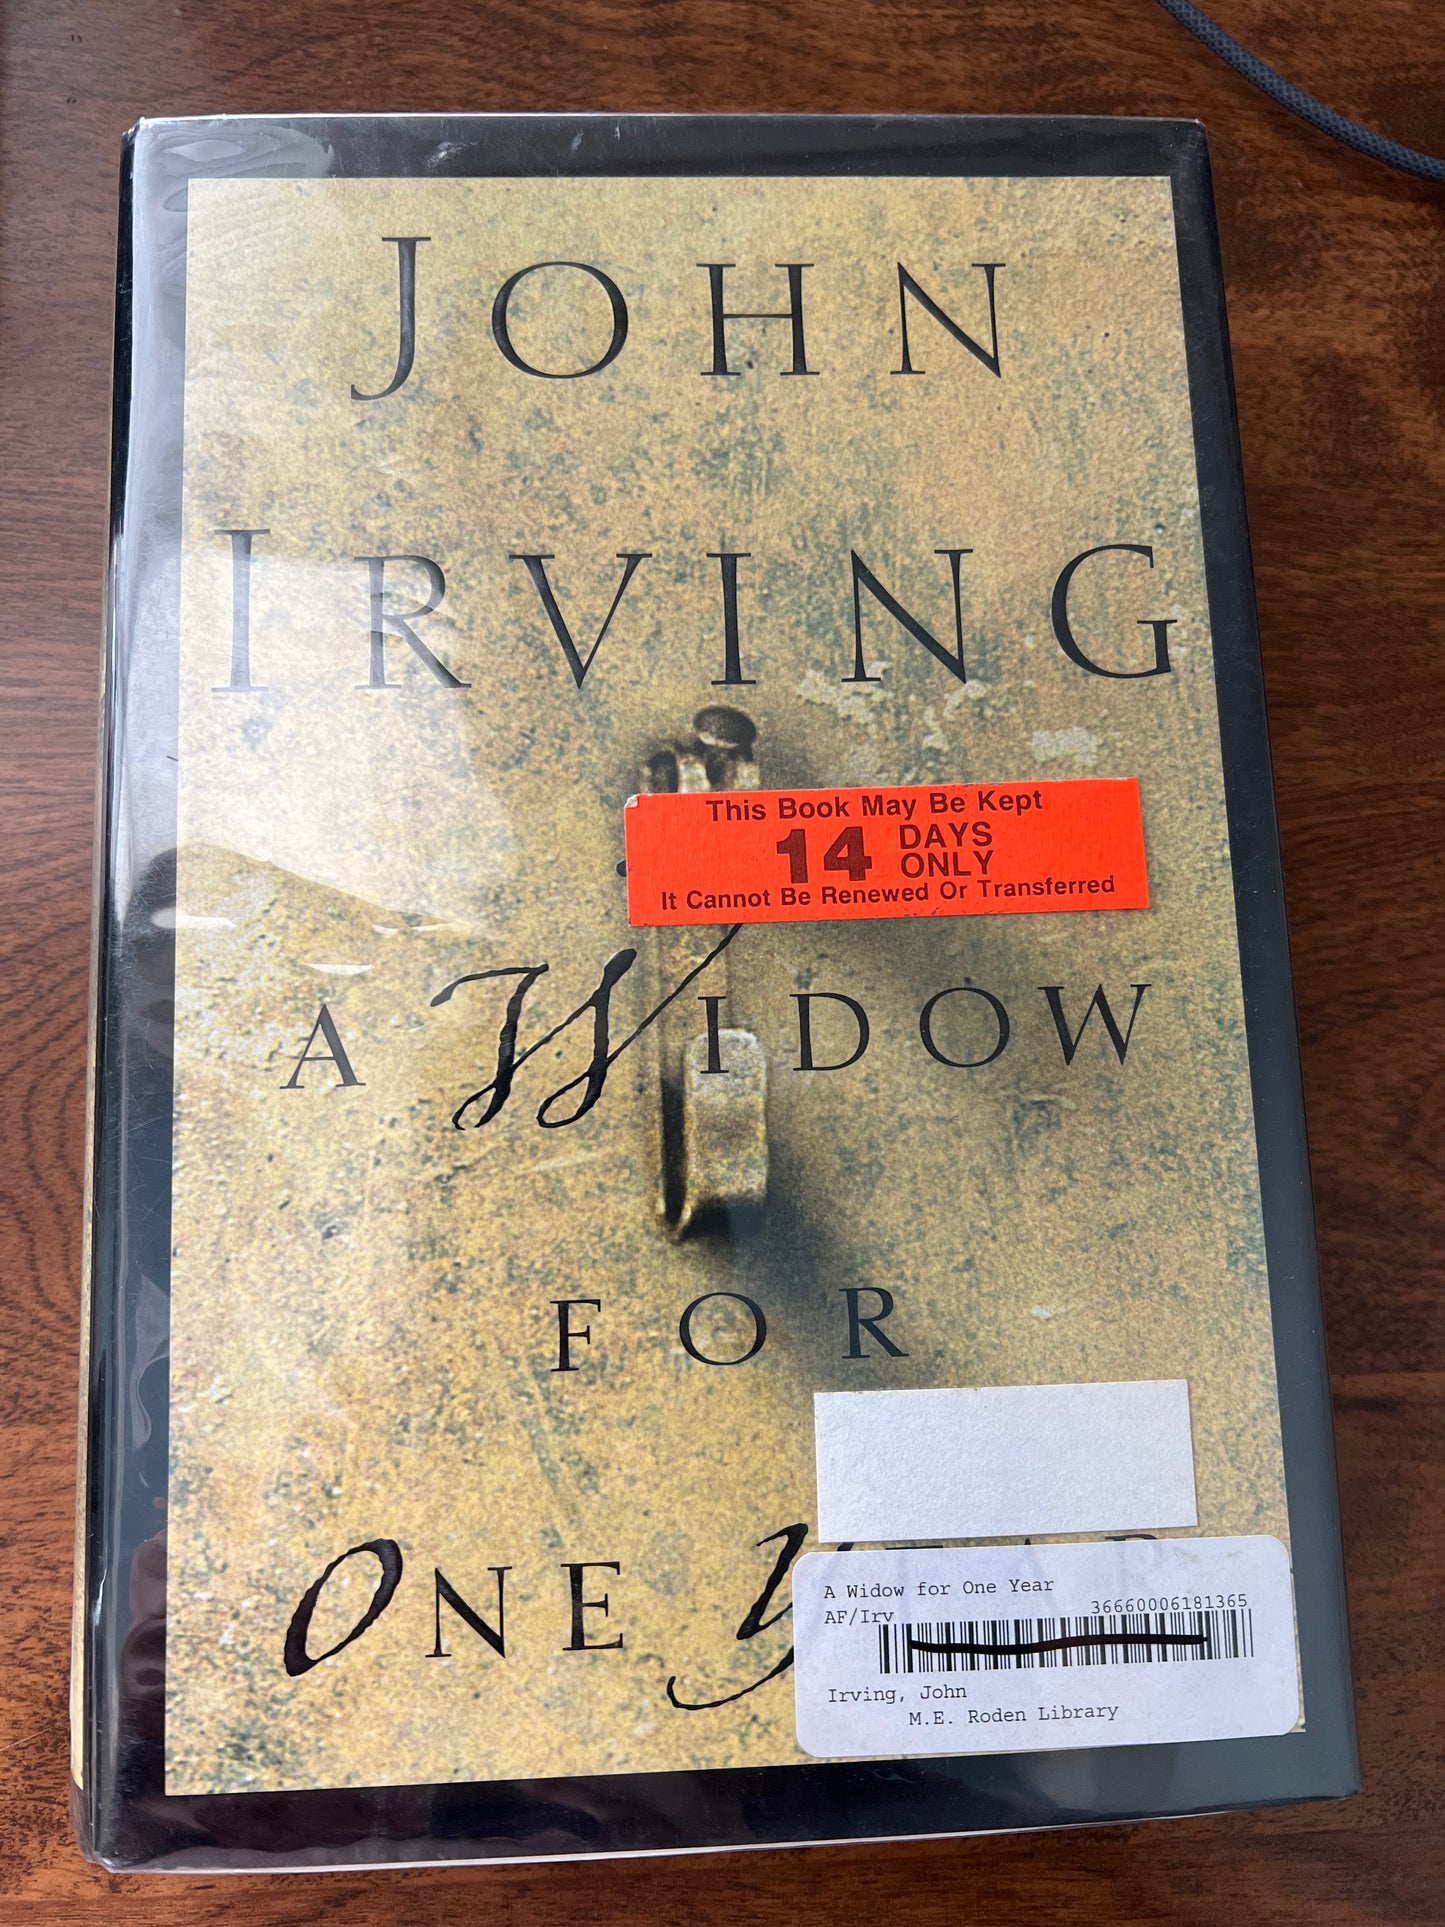 JOHN
IRVING
This Book May Be Kept
14 DAYS
ONLY
It Cannot Be Renewed Or Transferred
A WIDOW
FOR
ONE YEAR
A Widow for One Year
AF/Irv 36660006181365
Irving, John
M.E. Roden Library